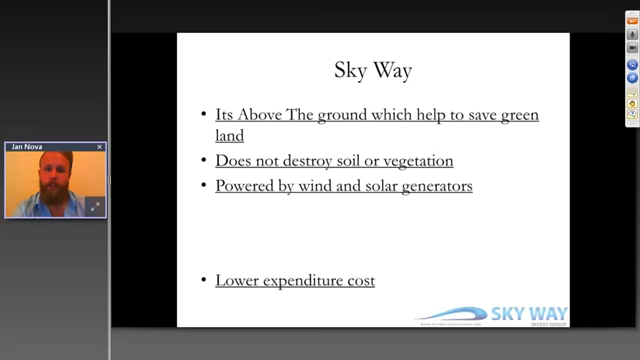 Jan Nova
Sky Way
• Its Above The ground which help to save green
land
• Does not destroy soil or vegetation
• Powered by wind and solar generators
• Lower expenditure cost
SKY WAY
INVEST GROUP